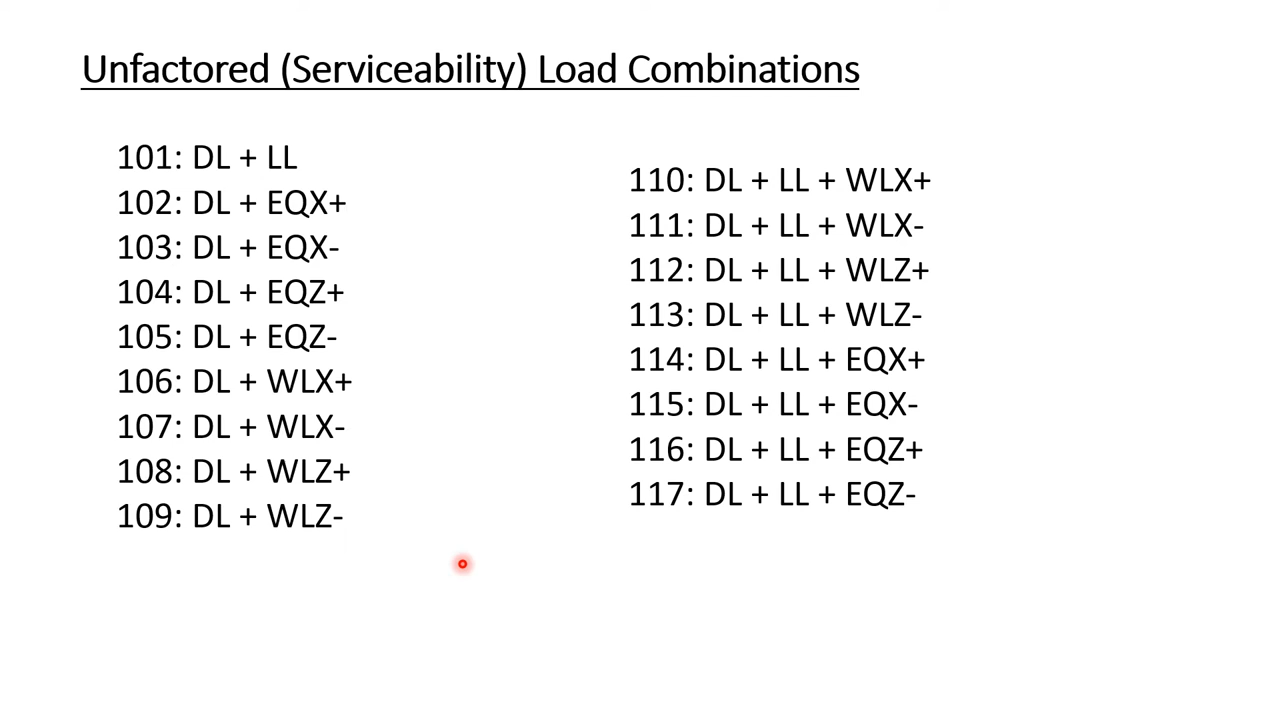 Unfactored (Serviceability) Load Combinations
101: DL + LL
102: DL + EQX+
103: DL + EQX-
104: DL + EQZ+
105: DL + EQZ-
106: DL + WLX+
107: DL + WLX-
108: DL + WLZ+
109: DL + WLZ-
110: DL + LL + WLX+
111: DL + LL + WLX-
112: DL + LL + WLZ+
113: DL + LL + WLZ-
114: DL + LL + EQX+
115: DL + LL + EQX-
116: DL + LL + EQZ+
117: DL + LL + EQZ-